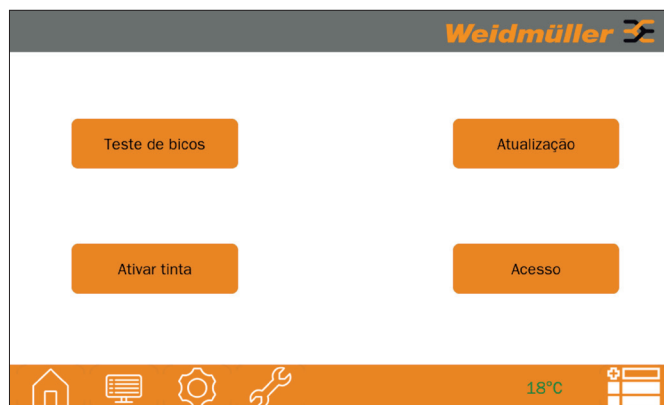 Weidmüller
Teste de bicos
Atualização
Ativar tinta
Acesso
18°C